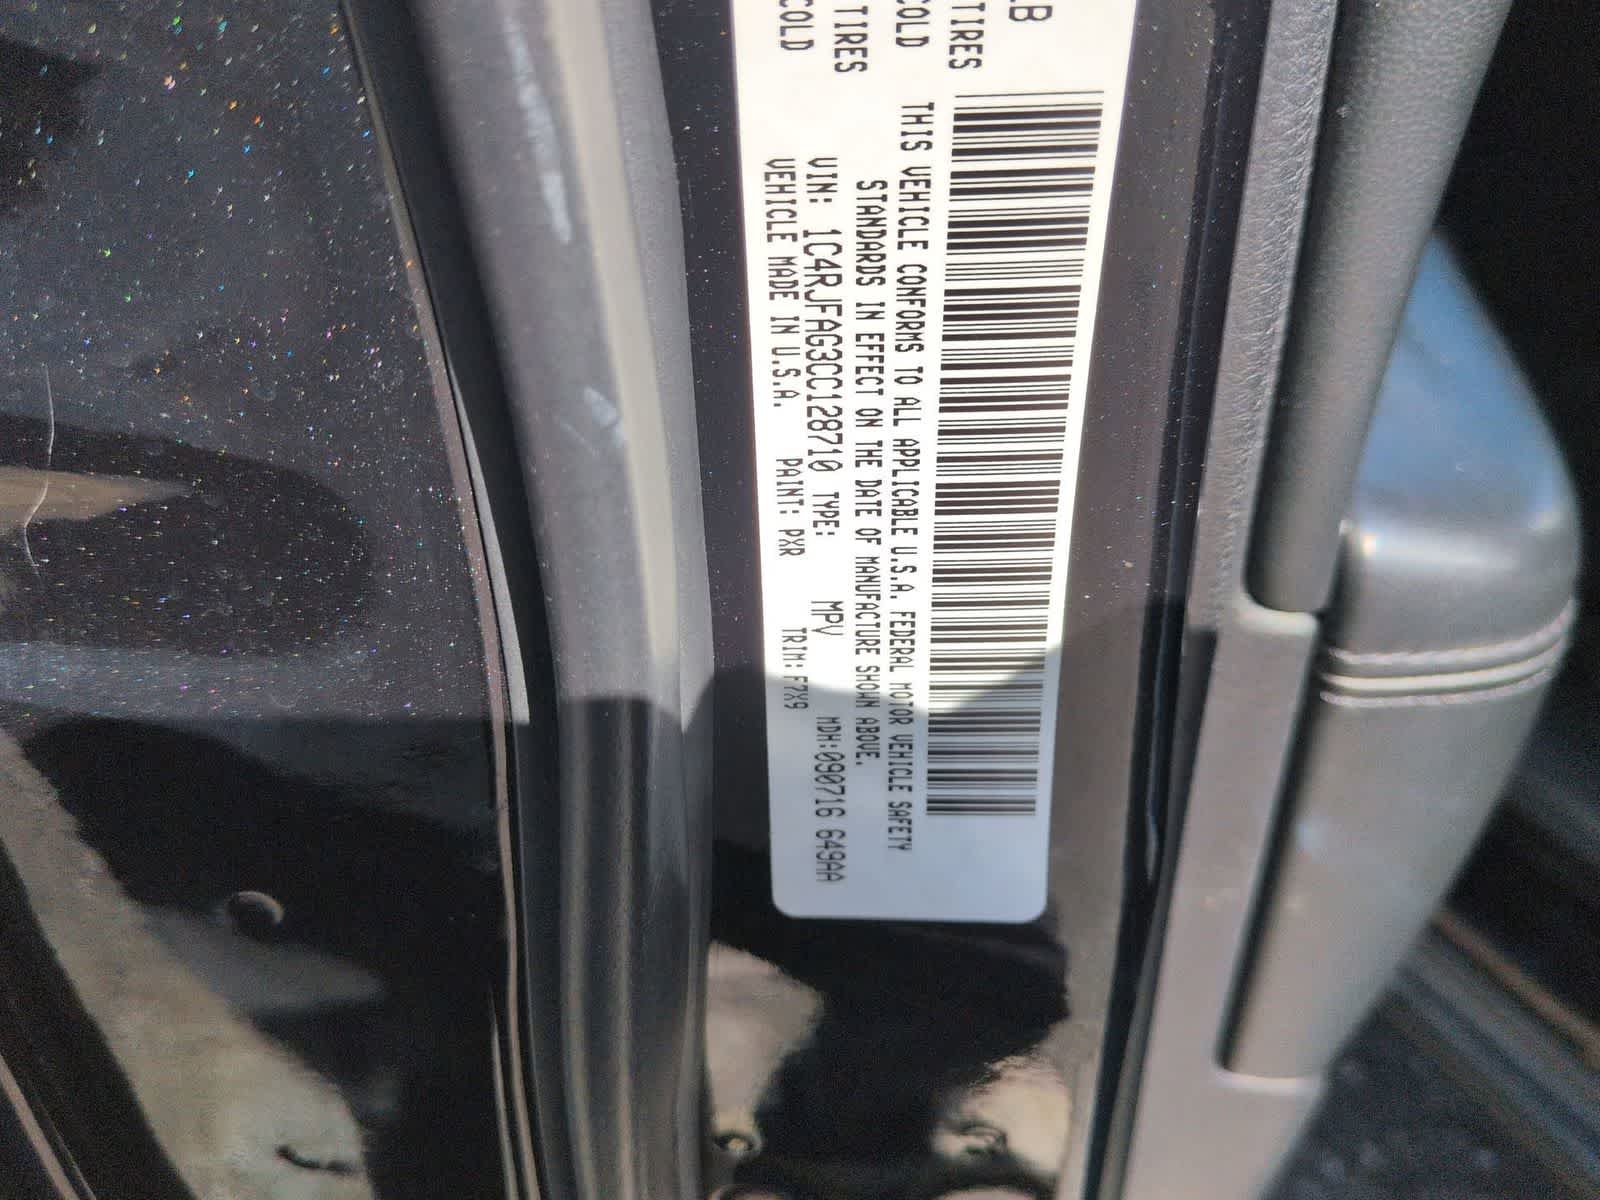 LB
TIRES
COLD
TIRES
COLD
THIS VEHICLE CONFORMS TO ALL APPLICABLE U.S.A. FEDERAL MOTOR VEHICLE SAFETY
STANDARDS IN EFFECT ON THE DATE OF MANUFACTURE SHOWN ABOVE.
VIN: 1C4RJFAG3CC128710 TYPE: MPV MDH:090716 649AA
VEHICLE MADE IN U.S.A. PAINT: PXR TRIM:F7X9